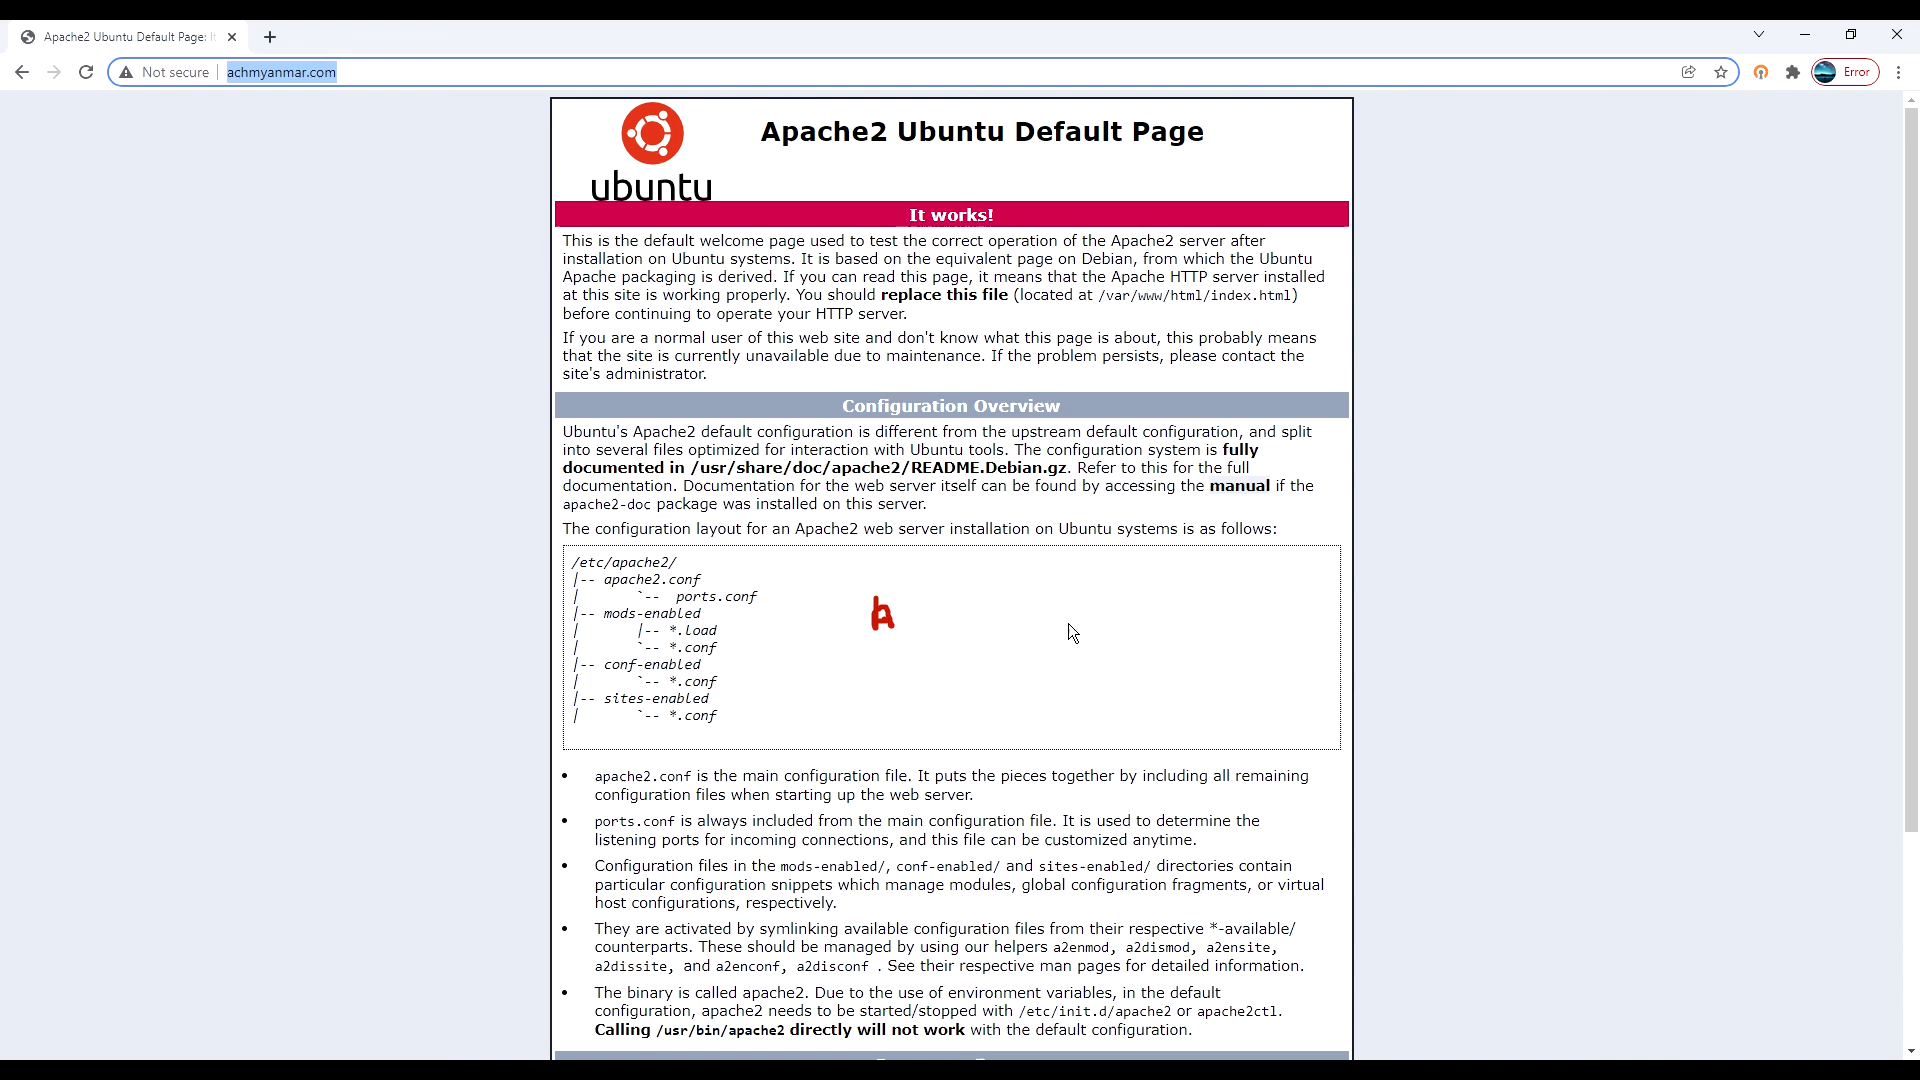 Apache2 Ubuntu Default Page: It
Not secure
achmyanmar.com
Error
ubuntu
Apache2 Ubuntu Default Page
It works!
This is the default welcome page used to test the correct operation of the Apache2 server after
installation on Ubuntu systems. It is based on the equivalent page on Debian, from which the Ubuntu
Apache packaging is derived. If you can read this page, it means that the Apache HTTP server installed
at this site is working properly. You should replace this file (located at /var/www/html/index.html)
before continuing to operate your HTTP server.
If you are a normal user of this web site and don't know what this page is about, this probably means
that the site is currently unavailable due to maintenance. If the problem persists, please contact the
site's administrator.
Configuration Overview
Ubuntu's Apache2 default configuration is different from the upstream default configuration, and split
into several files optimized for interaction with Ubuntu tools. The configuration system is fully
documented in /usr/share/doc/apache2/README.Debian.gz. Refer to this for the full
documentation. Documentation for the web server itself can be found by accessing the manual if the
apache2-doc package was installed on this server.
The configuration layout for an Apache2 web server installation on Ubuntu systems is as follows:
/etc/apache2/
|-- apache2.conf
|       `--  ports.conf
|-- mods-enabled
|       |-- *.load
|       `-- *.conf
|-- conf-enabled
|       `-- *.conf
|-- sites-enabled
|       `-- *.conf
• apache2.conf is the main configuration file. It puts the pieces together by including all remaining
configuration files when starting up the web server.
• ports.conf is always included from the main configuration file. It is used to determine the
listening ports for incoming connections, and this file can be customized anytime.
• Configuration files in the mods-enabled/, conf-enabled/ and sites-enabled/ directories contain
particular configuration snippets which manage modules, global configuration fragments, or virtual
host configurations, respectively.
• They are activated by symlinking available configuration files from their respective *-available/
counterparts. These should be managed by using our helpers a2enmod, a2dismod, a2ensite,
a2dissite, and a2enconf, a2disconf . See their respective man pages for detailed information.
• The binary is called apache2. Due to the use of environment variables, in the default
configuration, apache2 needs to be started/stopped with /etc/init.d/apache2 or apache2ctl.
Calling /usr/bin/apache2 directly will not work with the default configuration.